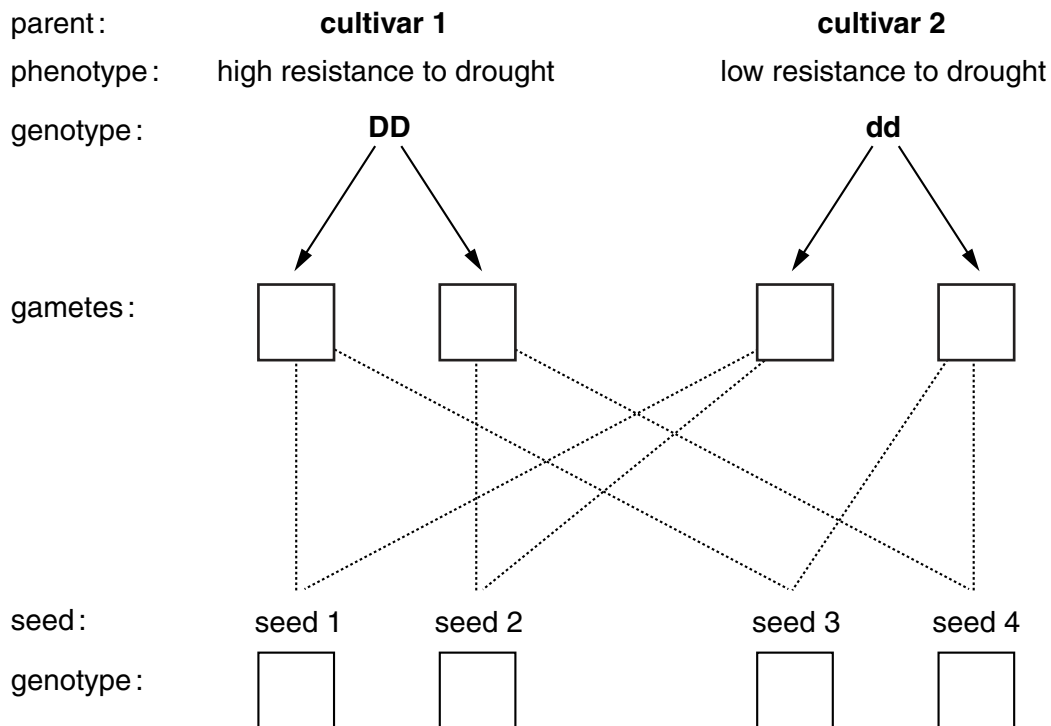 parent: cultivar 1 cultivar 2
phenotype: high resistance to drought low resistance to drought
genotype: DD dd
gametes:
seed: seed 1 seed 2 seed 3 seed 4
genotype: